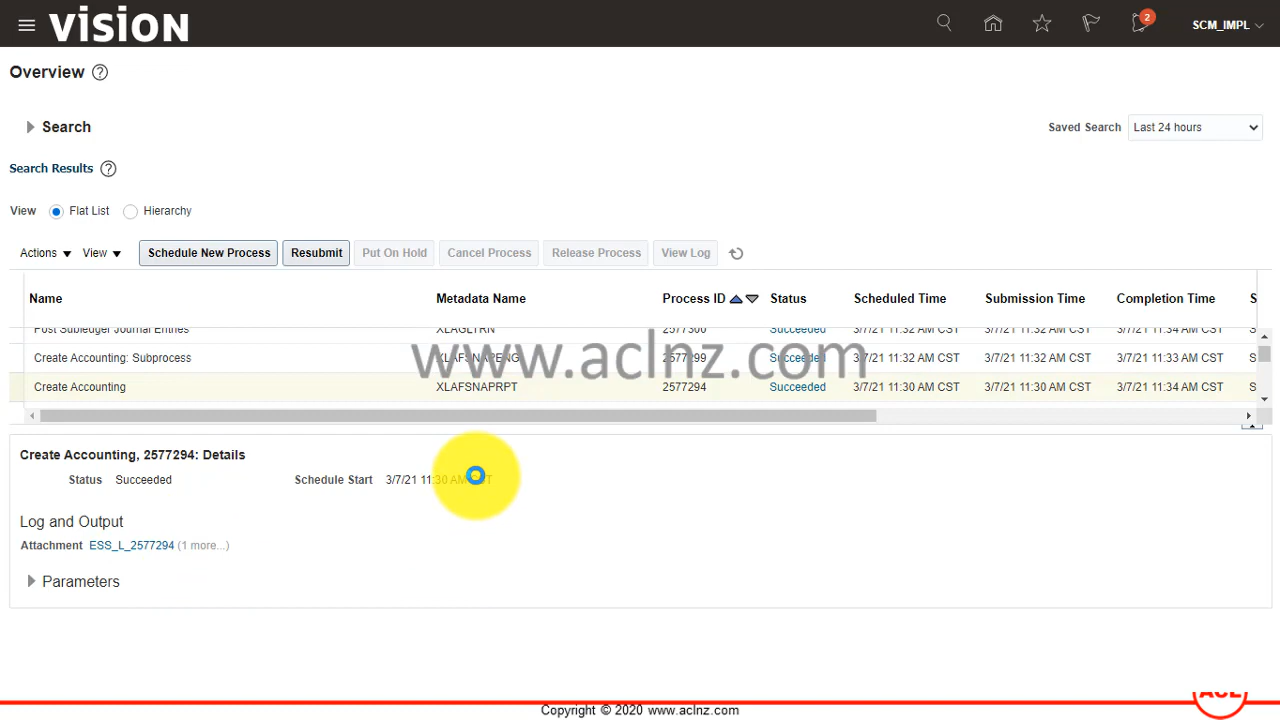 vision
2
SCM_IMPL
Overview
Search
Saved Search Last 24 hours
Search Results
View Flat List Hierarchy
Actions View Schedule New Process Resubmit Put On Hold Cancel Process Release Process View Log
Name Metadata Name Process ID Status Scheduled Time Submission Time Completion Time S
Post Subledger Journal Entries XLAGLTRN 2577300 Succeeded 3/7/21 11:32 AM CST 3/7/21 11:32 AM CST 3/7/21 11:34 AM CST S
Create Accounting: Subprocess XLAFSNAPENG 2577299 Succeeded 3/7/21 11:32 AM CST 3/7/21 11:32 AM CST 3/7/21 11:33 AM CST S
www.aclnz.com
Create Accounting XLAFSNAPRPT 2577294 Succeeded 3/7/21 11:30 AM CST 3/7/21 11:30 AM CST 3/7/21 11:34 AM CST S
Create Accounting, 2577294: Details
Status Succeeded Schedule Start 3/7/21 11:30 AM CST
Log and Output
Attachment ESS_L_2577294 (1 more...)
Parameters
ACL
Copyright © 2020 www.aclnz.com